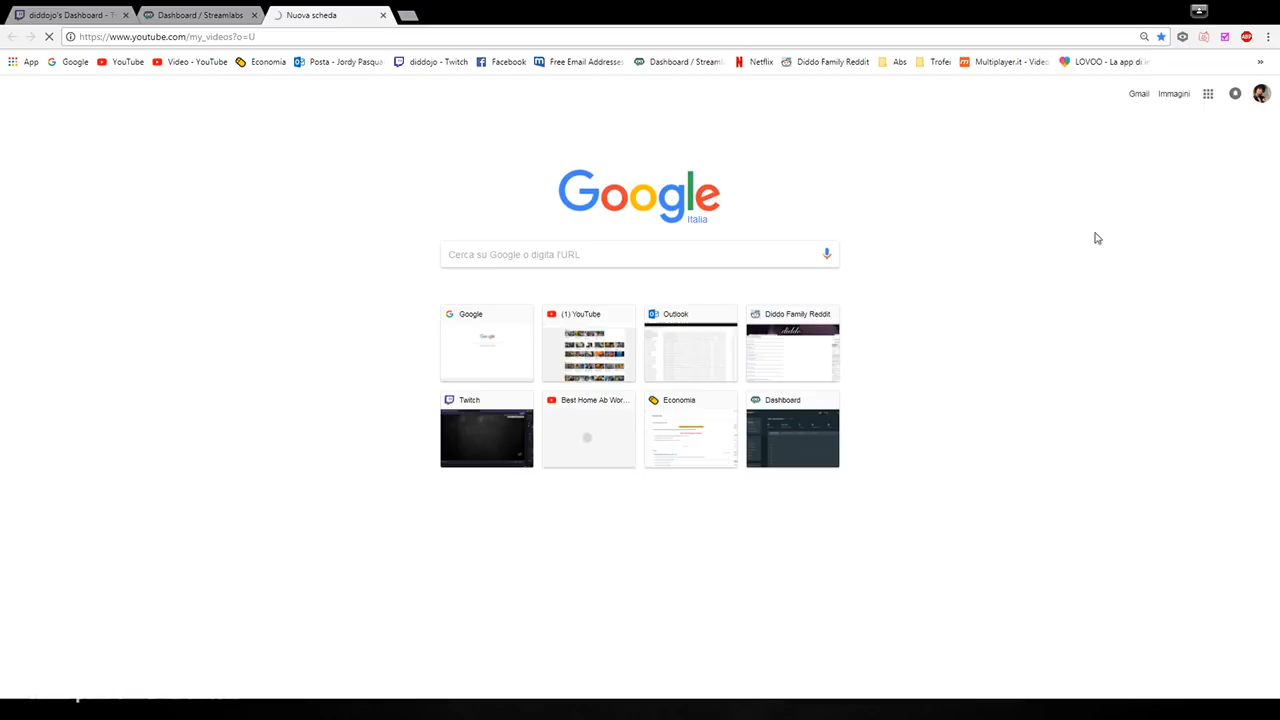 diddojo's Dashboard - Tw
Dashboard / Streamlabs
Nuova scheda
https://www.youtube.com/my_videos?o=U
App
Google
YouTube
Video - YouTube
Economia
Posta - Jordy Pasqua
diddojo - Twitch
Facebook
Free Email Addresses
Dashboard / Streaml
Netflix
Diddo Family Reddit
Abs
Trofei
Multiplayer.it - Video
LOVOO - La app di in
»
Gmail
Immagini
Google
Italia
Cerca su Google o digita l'URL
Google
(1) YouTube
Outlook
Diddo Family Reddit
Twitch
Best Home Ab Wor...
Economia
Dashboard